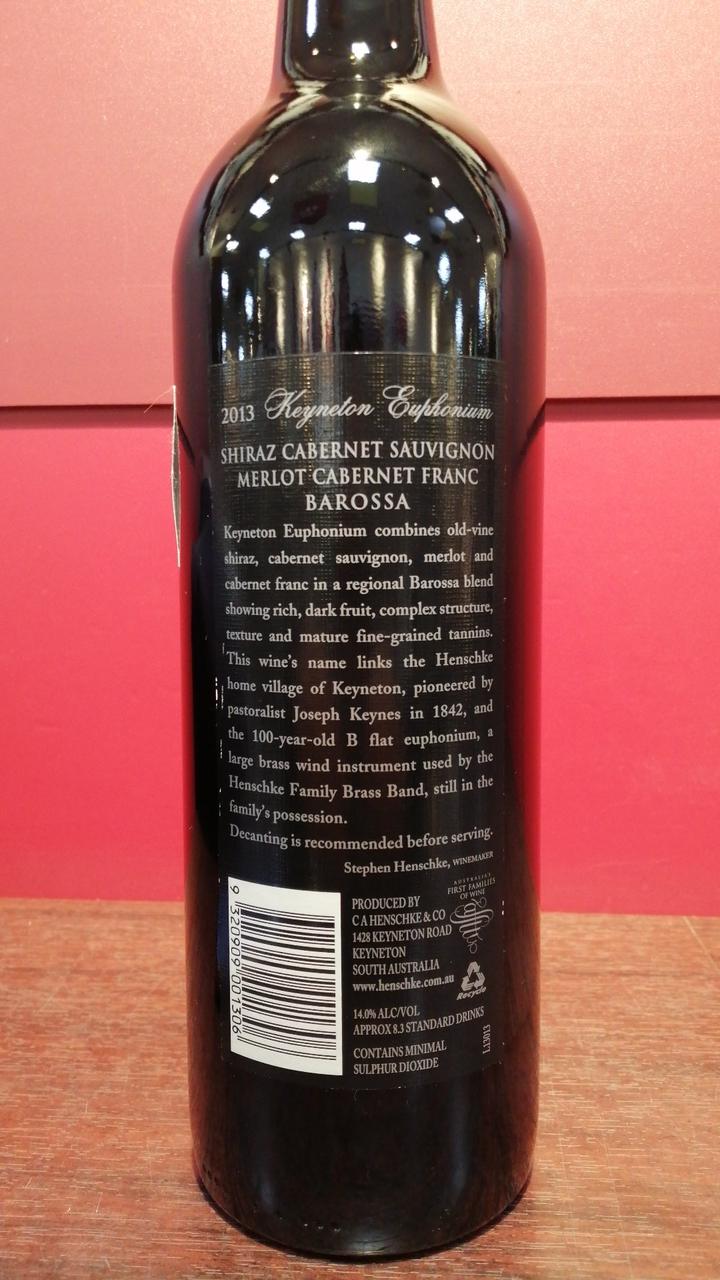 2013 Keyneton Euphonium
SHIRAZ CABERNET SAUVIGNON
MERLOT CABERNET FRANC
BAROSSA
Keyneton Euphonium combines old-vine
shiraz, cabernet sauvignon, merlot and
cabernet franc in a regional Barossa blend
showing rich, dark fruit, complex structure,
texture and mature fine-grained tannins.
This wine's name links the Henschke
home village of Keyneton, pioneered by
pastoralist Joseph Keynes in 1842, and
the 100-year-old B flat euphonium, a
large brass wind instrument used by the
Henschke Family Brass Band, still in the
family's possession.
Decanting is recommended before serving.
Stephen Henschke, WINEMAKER
9 320909 001306
PRODUCED BY
C A HENSCHKE & CO
1428 KEYNETON ROAD
KEYNETON
SOUTH AUSTRALIA
www.henschke.com.au
14.0% ALC/VOL
APPROX 8.3 STANDARD DRINKS
CONTAINS MINIMAL
SULPHUR DIOXIDE
AUSTRALIA'S
FIRST FAMILIES
OF WINE
Recycle
L13013